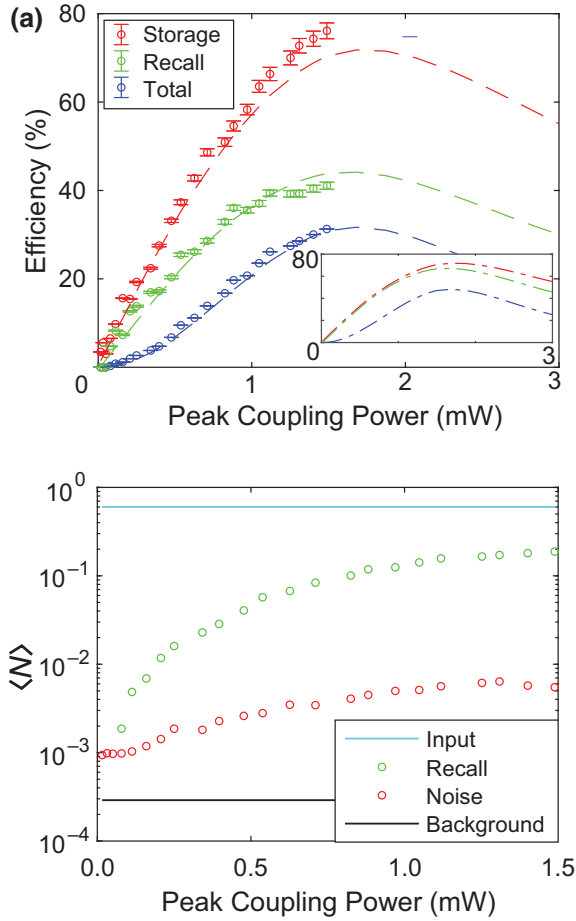 (a)
80
60
40
20
0
Efficiency (%)
Storage
Recall
Total
80
0
3
0
1
2
3
Peak Coupling Power (mW)
10⁰
10⁻¹
10⁻²
10⁻³
10⁻⁴
⟨N⟩
Input
Recall
Noise
Background
0.0
0.5
1.0
1.5
Peak Coupling Power (mW)